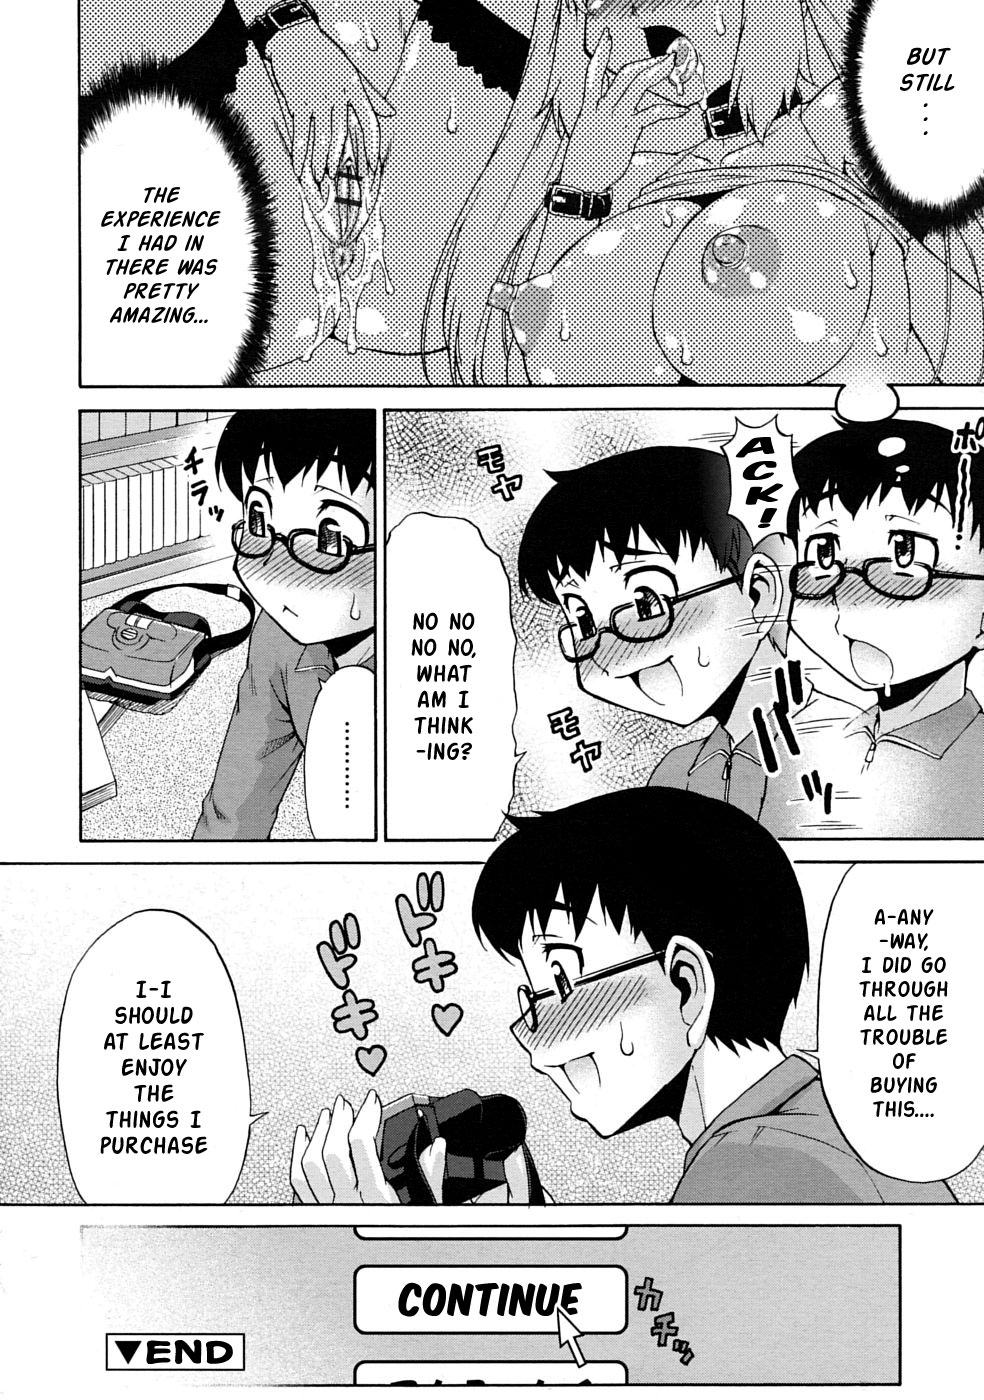 BUT
STILL
...
THE
EXPERIENCE
I HAD IN
THERE WAS
PRETTY
AMAZING...
ポ〜…
ACK!
モヤ
モヤ
NO NO
NO NO,
WHAT
AM I
THINK
-ING?
チラッ
..........
A-ANY
-WAY,
I DID GO
THROUGH
ALL THE
TROUBLE
OF
BUYING
THIS....
ドキ♥
ドキ♥
I-I
SHOULD
AT LEAST
ENJOY
THE
THINGS I
PURCHASE
CONTINUE
カチッ
▼END